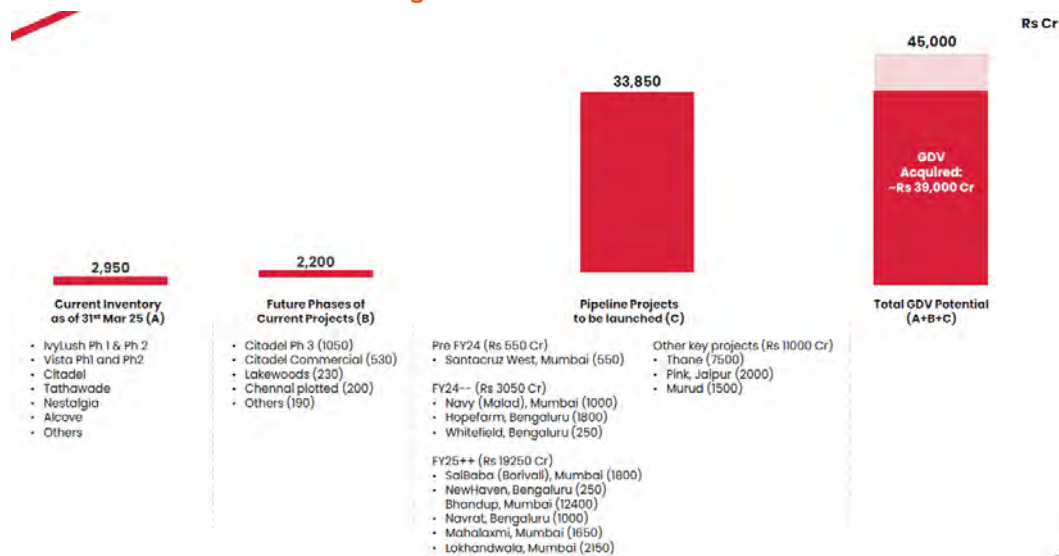 Rs Cr
45,000
33,850
GDV
Acquired:
~Rs 39,000 Cr
2,950
2,200
Current Inventory
as of 31st Mar 25 (A)
• IvyLush Ph 1 & Ph 2
• Vista Ph1 and Ph2
• Citadel
• Tathawade
• Nestalgia
• Alcove
• Others
Future Phases of
Current Projects (B)
• Citadel Ph 3 (1050)
• Citadel Commercial (530)
• Lakewoods (230)
• Chennai plotted (200)
• Others (190)
Pipeline Projects
to be launched (C)
Pre FY24 (Rs 550 Cr)
• Santacruz West, Mumbai (550)
FY24-- (Rs 3050 Cr)
• Navy (Malad), Mumbai (1000)
• Hopefarm, Bengaluru (1800)
• Whitefield, Bengaluru (250)
FY25++ (Rs 19250 Cr)
• SaiBaba (Borivali), Mumbai (1800)
• NewHaven, Bengaluru (250)
Bhandup, Mumbai (12400)
• Navrat, Bengaluru (1000)
• Mahalaxmi, Mumbai (1650)
• Lokhandwala, Mumbai (2150)
Other key projects (Rs 11000 Cr)
• Thane (7500)
• Pink, Jaipur (2000)
• Murud (1500)
Total GDV Potential
(A+B+C)